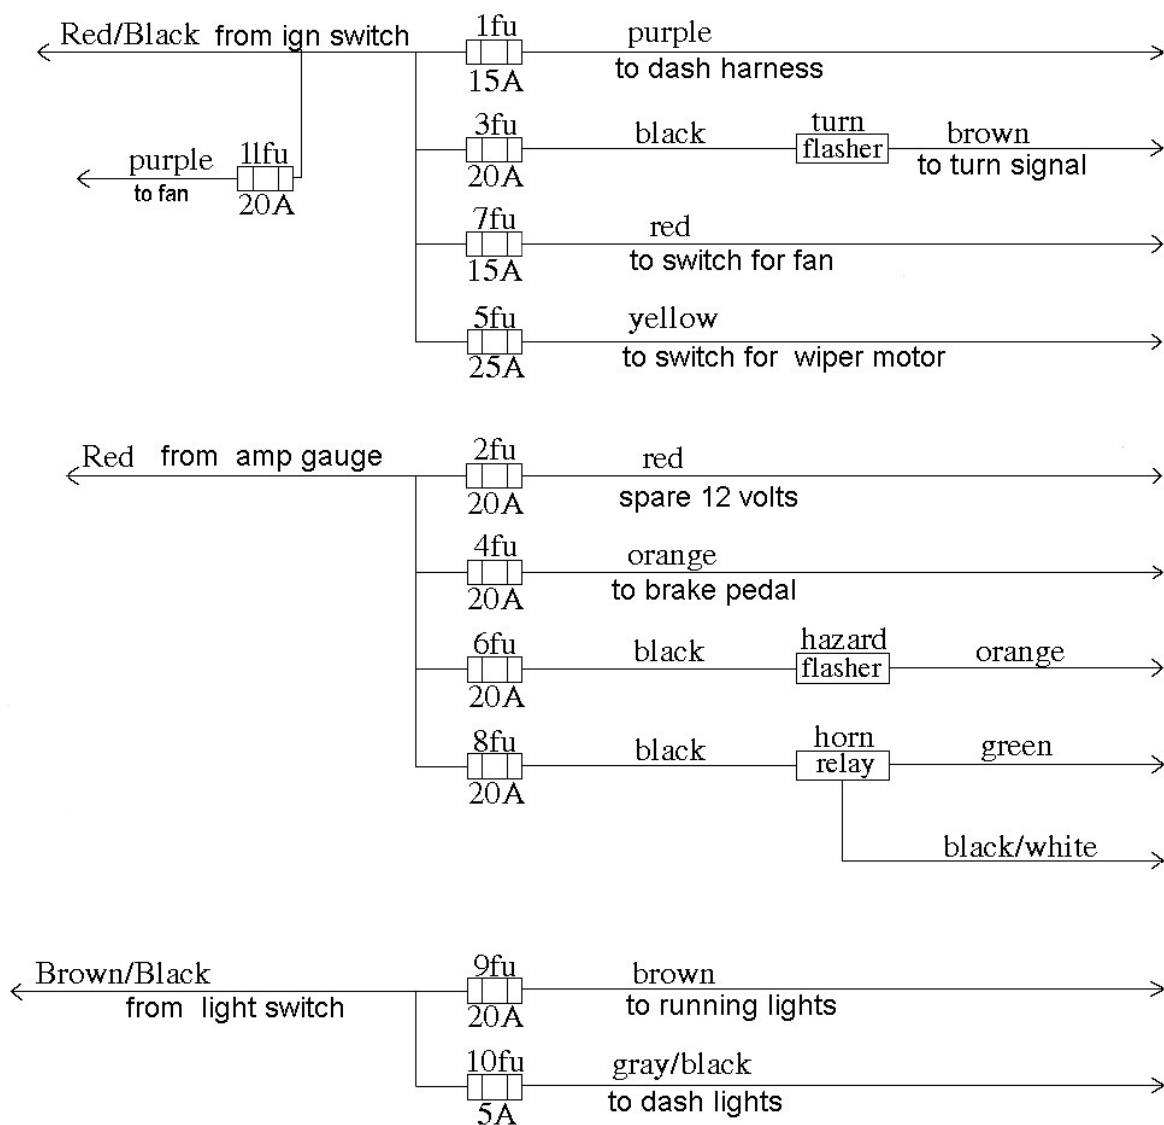 Red/Black from ign switch
1fu
purple
15A
to dash harness
3fu
black
turn
flasher
brown
20A
to turn signal
purple
11fu
to fan
20A
7fu
red
15A
to switch for fan
5fu
yellow
25A
to switch for wiper motor
Red from amp gauge
2fu
red
20A
spare 12 volts
4fu
orange
20A
to brake pedal
6fu
black
hazard
flasher
orange
20A
8fu
black
horn
relay
green
20A
black/white
Brown/Black
from light switch
9fu
brown
20A
to running lights
10fu
gray/black
5A
to dash lights